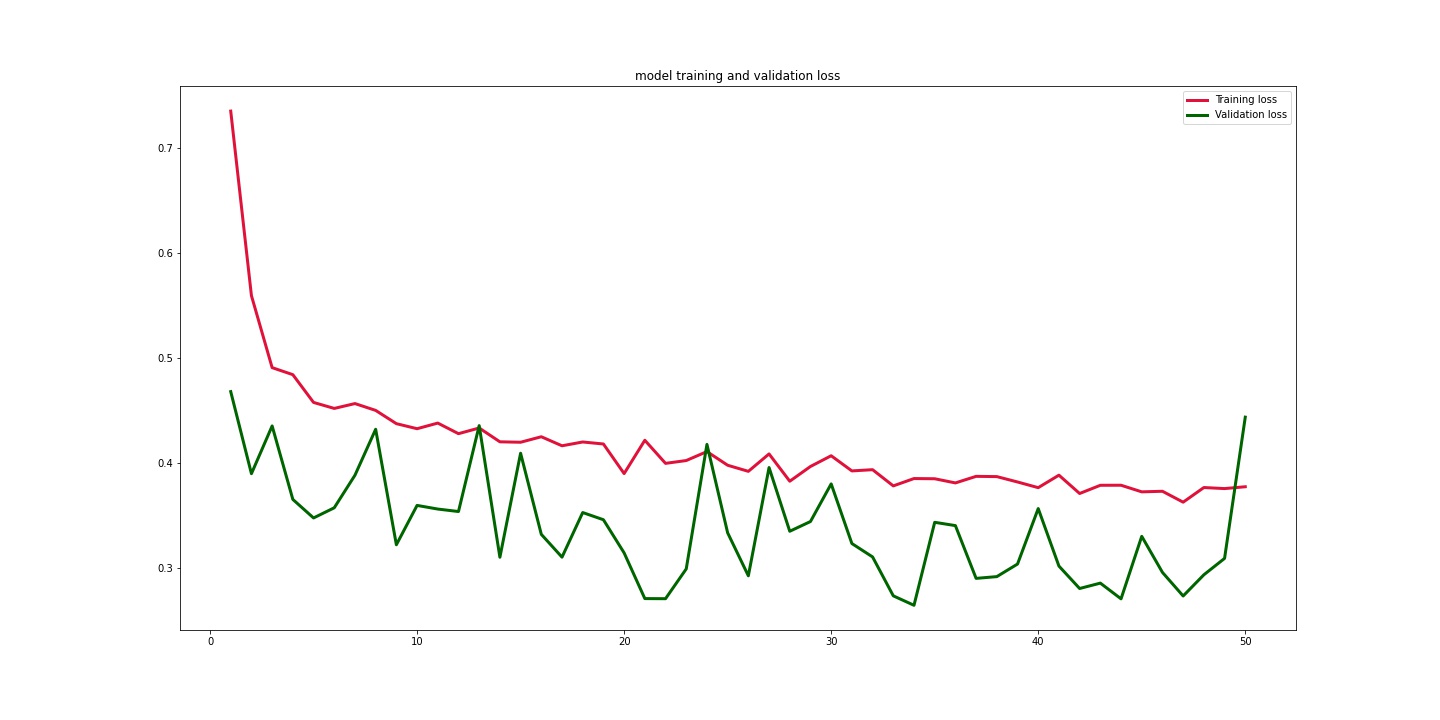 model training and validation loss
Training loss
Validation loss
0.7
0.6
0.5
0.4
0.3
0 10 20 30 40 50